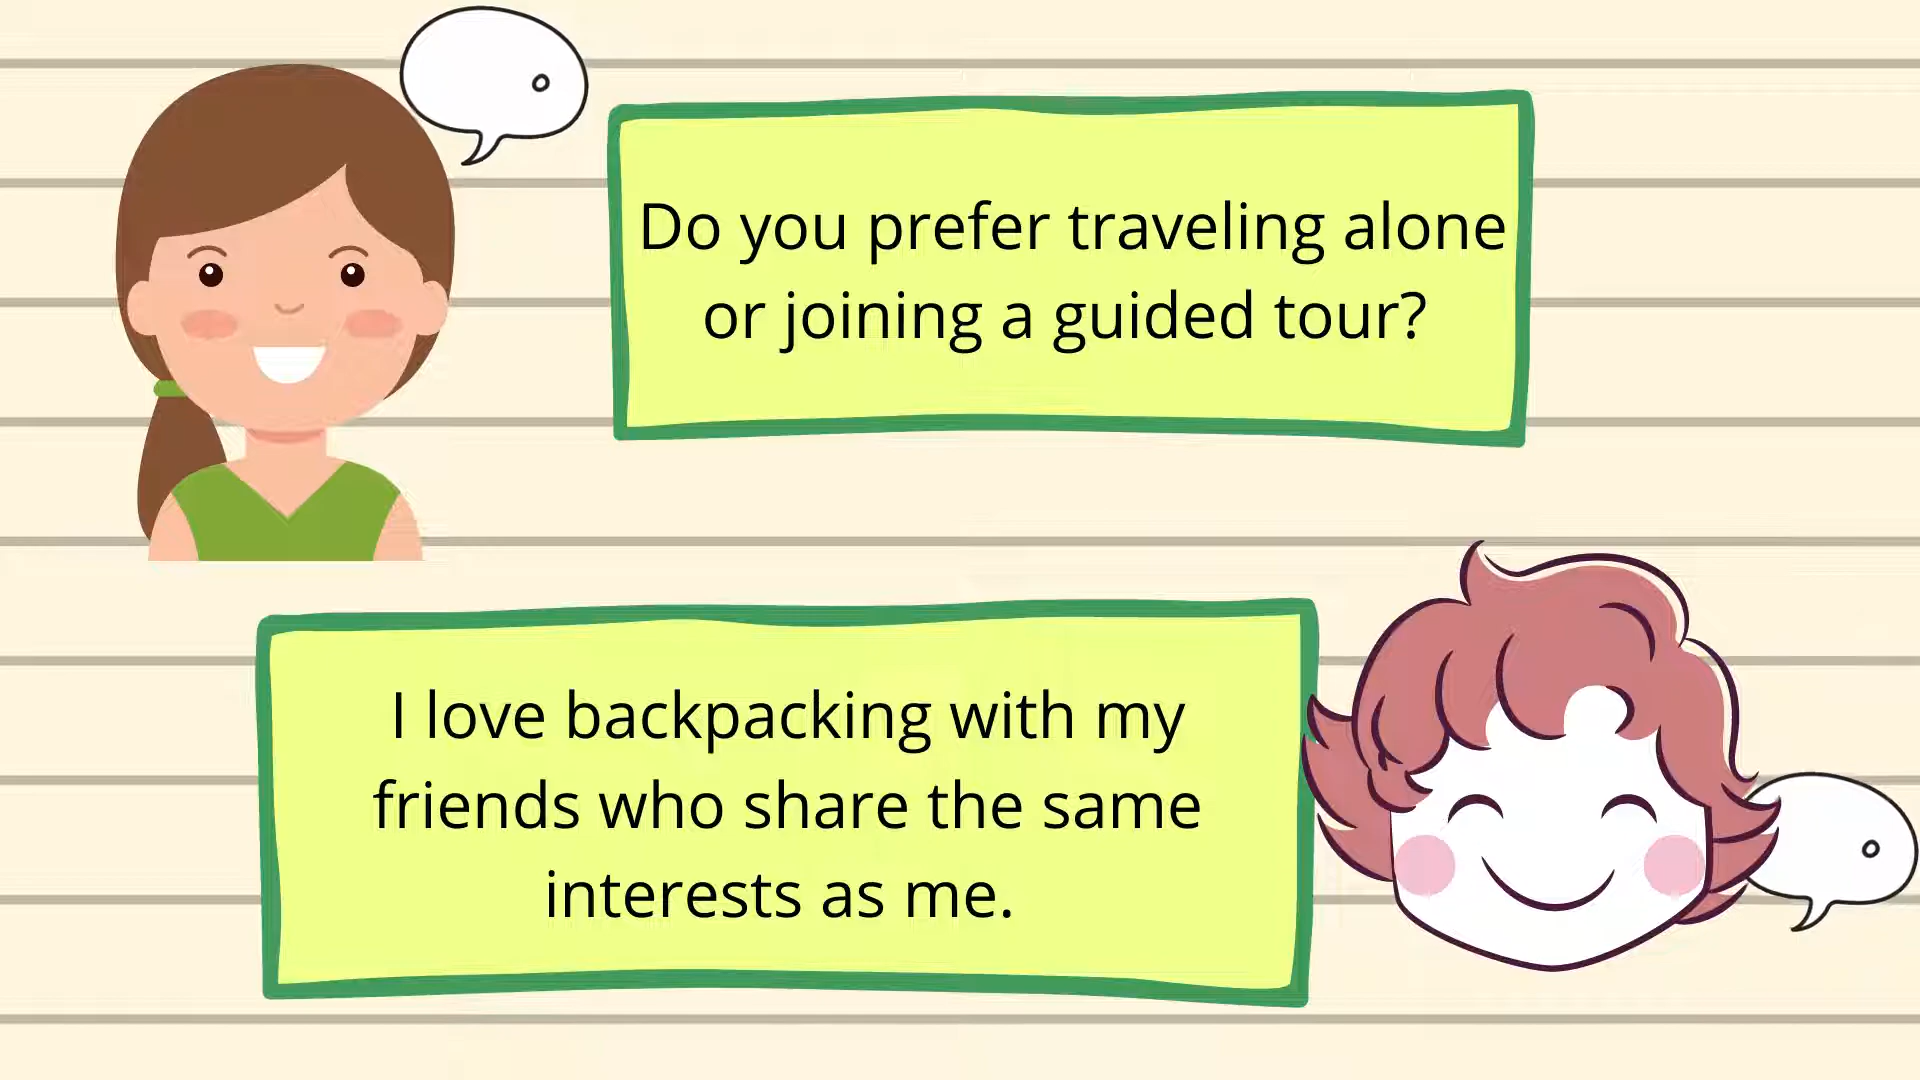 Do you prefer traveling alone
or joining a guided tour?
I love backpacking with my
friends who share the same
interests as me.